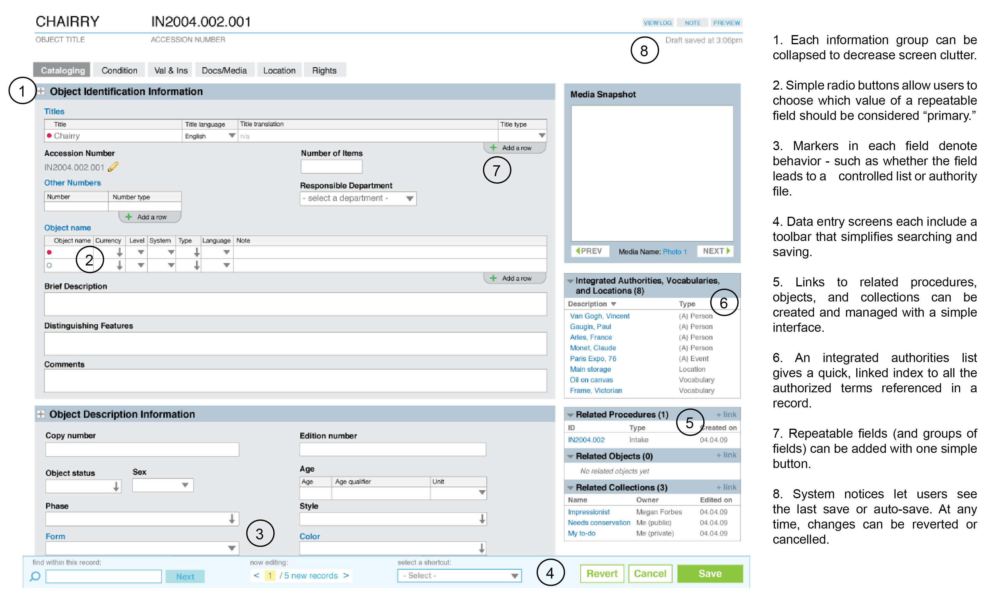 CHAIRRY IN2004.002.001
VIEW LOG NOTE PREVIEW
OBJECT TITLE ACCESSION NUMBER
Draft saved at 3:06pm
8
Cataloging Condition Val & Ins Docs/Media Location Rights
1
Object Identification Information
Titles
Title Title language Title translation Title type
Chairry English n/a
+ Add a row
Accession Number Number of Items
IN2004.002.001
7
Other Numbers Responsible Department
Number Number type
- select a department -
+ Add a row
Object name
Object name Currency Level System Type Language Note
2
+ Add a row
Brief Description
Distinguishing Features
Comments
Object Description Information
Copy number Edition number
Object status Sex Age
Age Age qualifier Unit
Phase Style
3
Form Color
Media Snapshot
PREV Media Name: Photo 1 NEXT
Integrated Authorities, Vocabularies,
and Locations (8)
6
Description Type
Van Gogh, Vincent (A) Person
Gaugin, Paul (A) Person
Arles, France (A) Person
Monet, Claude (A) Person
Paris Expo, 76 (A) Event
Main storage Location
Oil on canvas Vocabulary
Frame, Victorian Vocabulary
Related Procedures (1) + link
5
ID Type Created on
IN2004.002 Intake 04.04.09
Related Objects (0) + link
No related objects yet
Related Collections (3) + link
Name Owner Edited on
Impressionist Megan Forbes 04.04.09
Needs conservation Me (public) 04.04.09
My to-do Me (private) 04.04.09
find within this record: now editing: select a shortcut:
Next < 1 / 5 new records > - Select - 4 Revert Cancel Save
1. Each information group can be
collapsed to decrease screen clutter.
2. Simple radio buttons allow users to
choose which value of a repeatable
field should be considered “primary.”
3. Markers in each field denote
behavior - such as whether the field
leads to a controlled list or authority
file.
4. Data entry screens each include a
toolbar that simplifies searching and
saving.
5. Links to related procedures,
objects, and collections can be
created and managed with a simple
interface.
6. An integrated authorities list
gives a quick, linked index to all the
authorized terms referenced in a
record.
7. Repeatable fields (and groups of
fields) can be added with one simple
button.
8. System notices let users see
the last save or auto-save. At any
time, changes can be reverted or
cancelled.